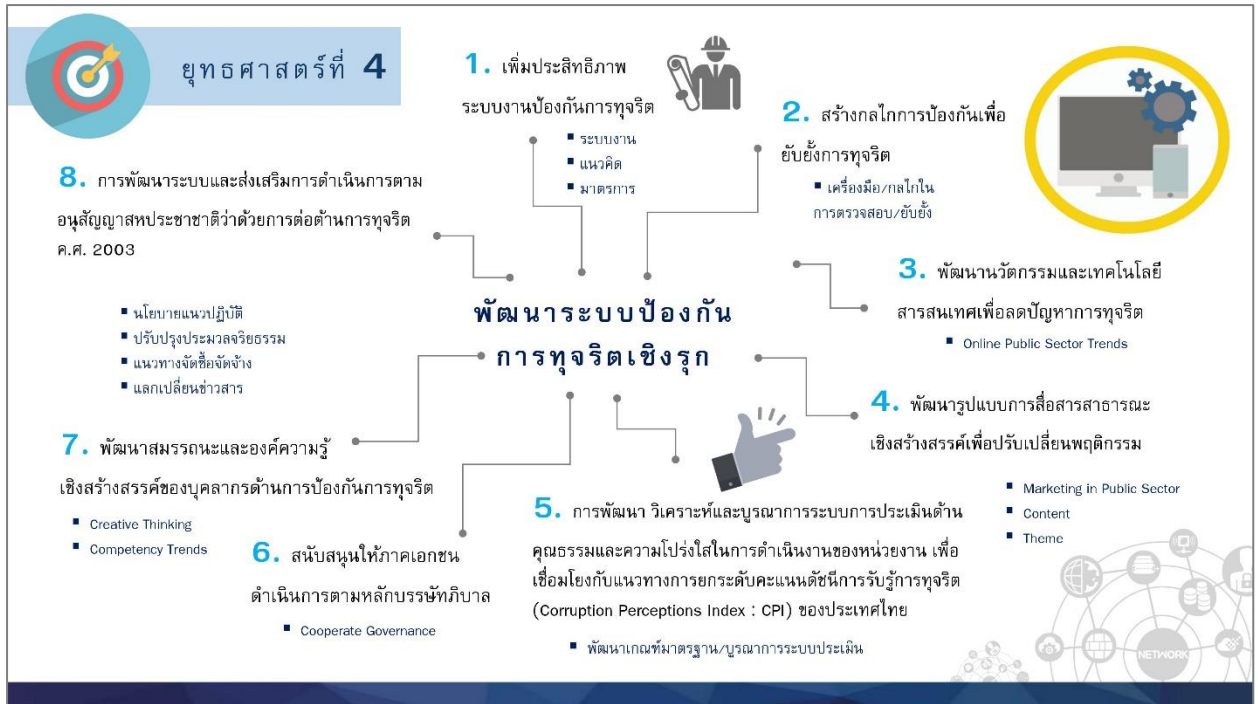 ยุทธศาสตร์ที่ 4
1. เพิ่มประสิทธิภาพ
ระบบงานป้องกันการทุจริต
▪ ระบบงาน
▪ แนวคิด
▪ มาตรการ
2. สร้างกลไกการป้องกันเพื่อ
ยับยั้งการทุจริต
▪ เครื่องมือ/กลไกใน
การตรวจสอบ/ยับยั้ง
3. พัฒนานวัตกรรมและเทคโนโลยี
สารสนเทศเพื่อลดปัญหาการทุจริต
▪ Online Public Sector Trends
4. พัฒนารูปแบบการสื่อสารสาธารณะ
เชิงสร้างสรรค์เพื่อปรับเปลี่ยนพฤติกรรม
▪ Marketing in Public Sector
▪ Content
▪ Theme
5. การพัฒนา วิเคราะห์และบูรณาการระบบการประเมินด้าน
คุณธรรมและความโปร่งใสในการดำเนินงานของหน่วยงาน เพื่อ
เชื่อมโยงกับแนวทางการยกระดับคะแนนดัชนีการรับรู้การทุจริต
(Corruption Perceptions Index : CPI) ของประเทศไทย
▪ พัฒนาเกณฑ์มาตรฐาน/บูรณาการระบบประเมิน
6. สนับสนุนให้ภาคเอกชน
ดำเนินการตามหลักบรรษัทภิบาล
▪ Cooperate Governance
7. พัฒนาสมรรถนะและองค์ความรู้
เชิงสร้างสรรค์ของบุคลากรด้านการป้องกันการทุจริต
▪ Creative Thinking
▪ Competency Trends
8. การพัฒนาระบบและส่งเสริมการดำเนินการตาม
อนุสัญญาสหประชาชาติว่าด้วยการต่อต้านการทุจริต
ค.ศ. 2003
▪ นโยบายแนวปฏิบัติ
▪ ปรับปรุงประมวลจริยธรรม
▪ แนวทางจัดซื้อจัดจ้าง
▪ แลกเปลี่ยนข่าวสาร
พัฒนาระบบป้องกัน
การทุจริตเชิงรุก
NETWORK